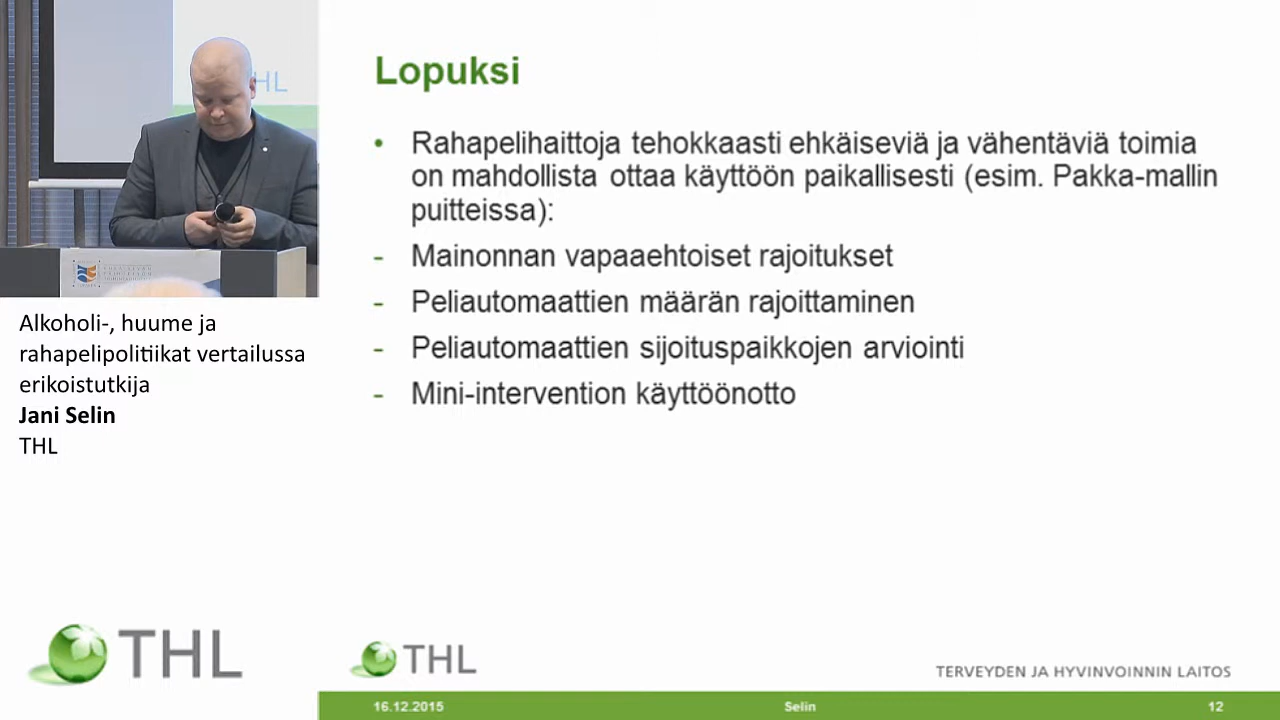 HL
Alkoholi-, huume ja
rahapelipolitiikat vertailussa
erikoistutkija
Jani Selin
THL
THL
Lopuksi
• Rahapelihaittoja tehokkaasti ehkäiseviä ja vähentäviä toimia
on mahdollista ottaa käyttöön paikallisesti (esim. Pakka-mallin
puitteissa):
- Mainonnan vapaaehtoiset rajoitukset
- Peliautomaattien määrän rajoittaminen
- Peliautomaattien sijoituspaikkojen arviointi
- Mini-intervention käyttöönotto
THL
TERVEYDEN JA HYVINVOINNIN LAITOS
16.12.2015 Selin 12